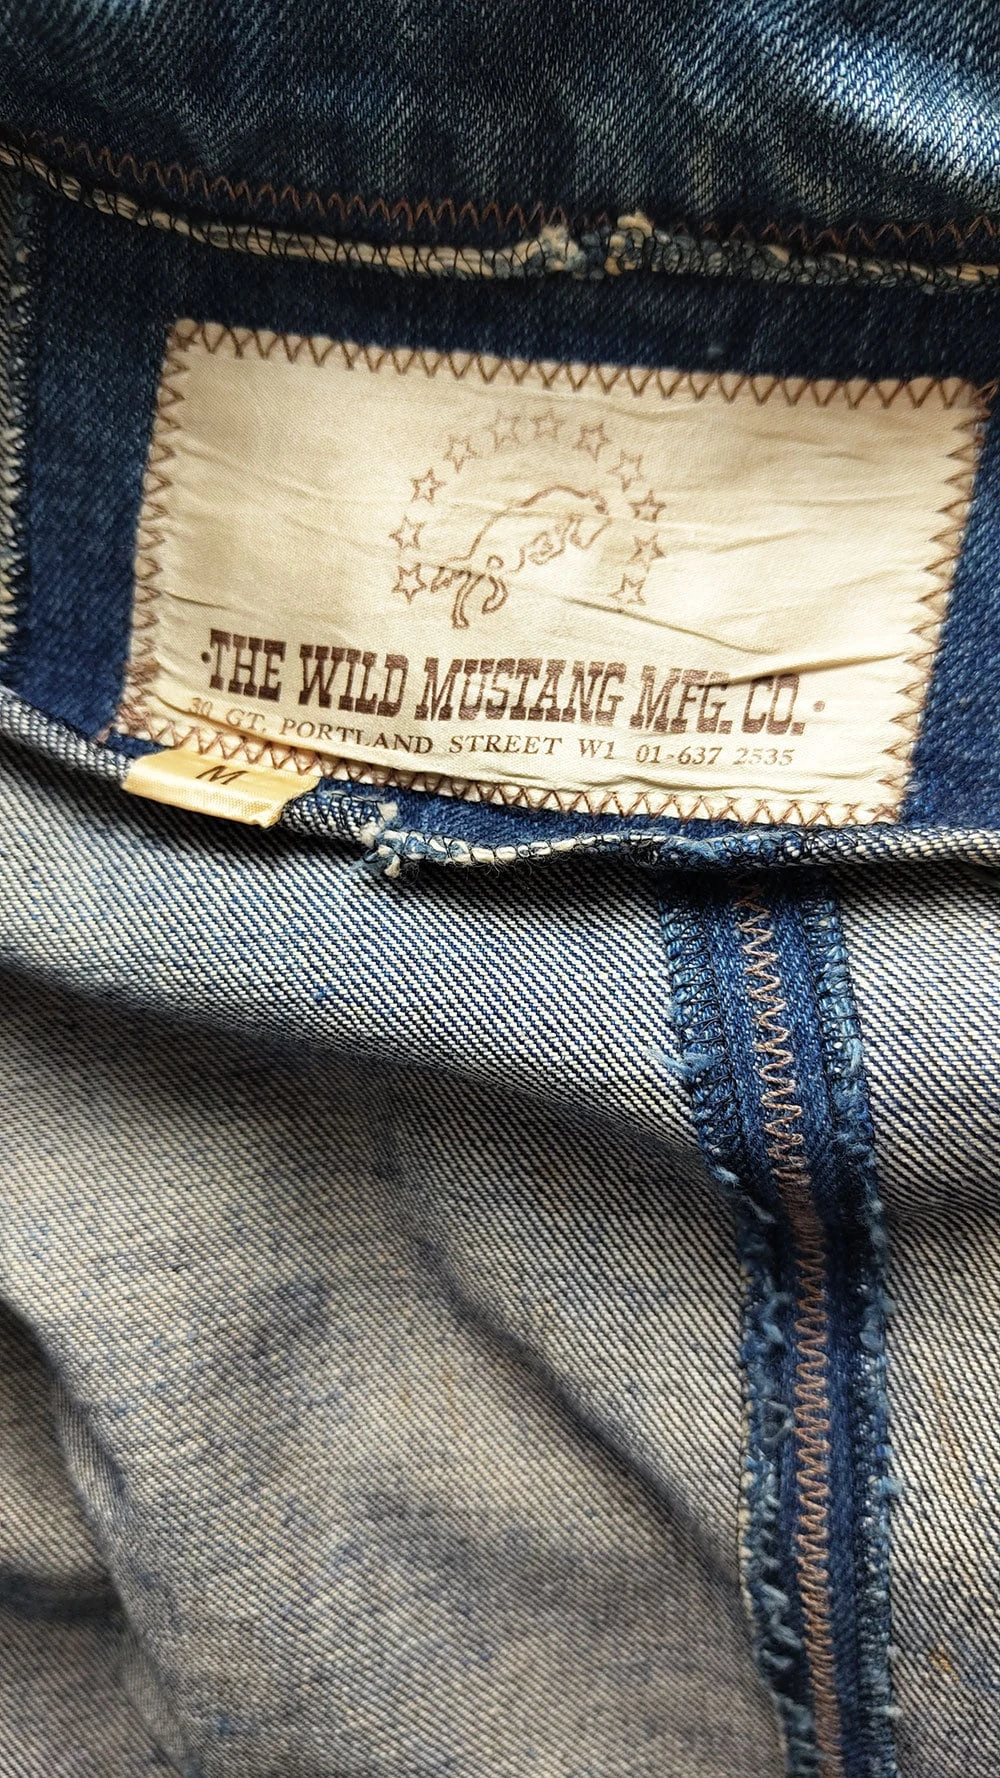 ·THE WILD MUSTANG MFG. CO.·
30 GT. PORTLAND STREET W1 01-637 2535
M